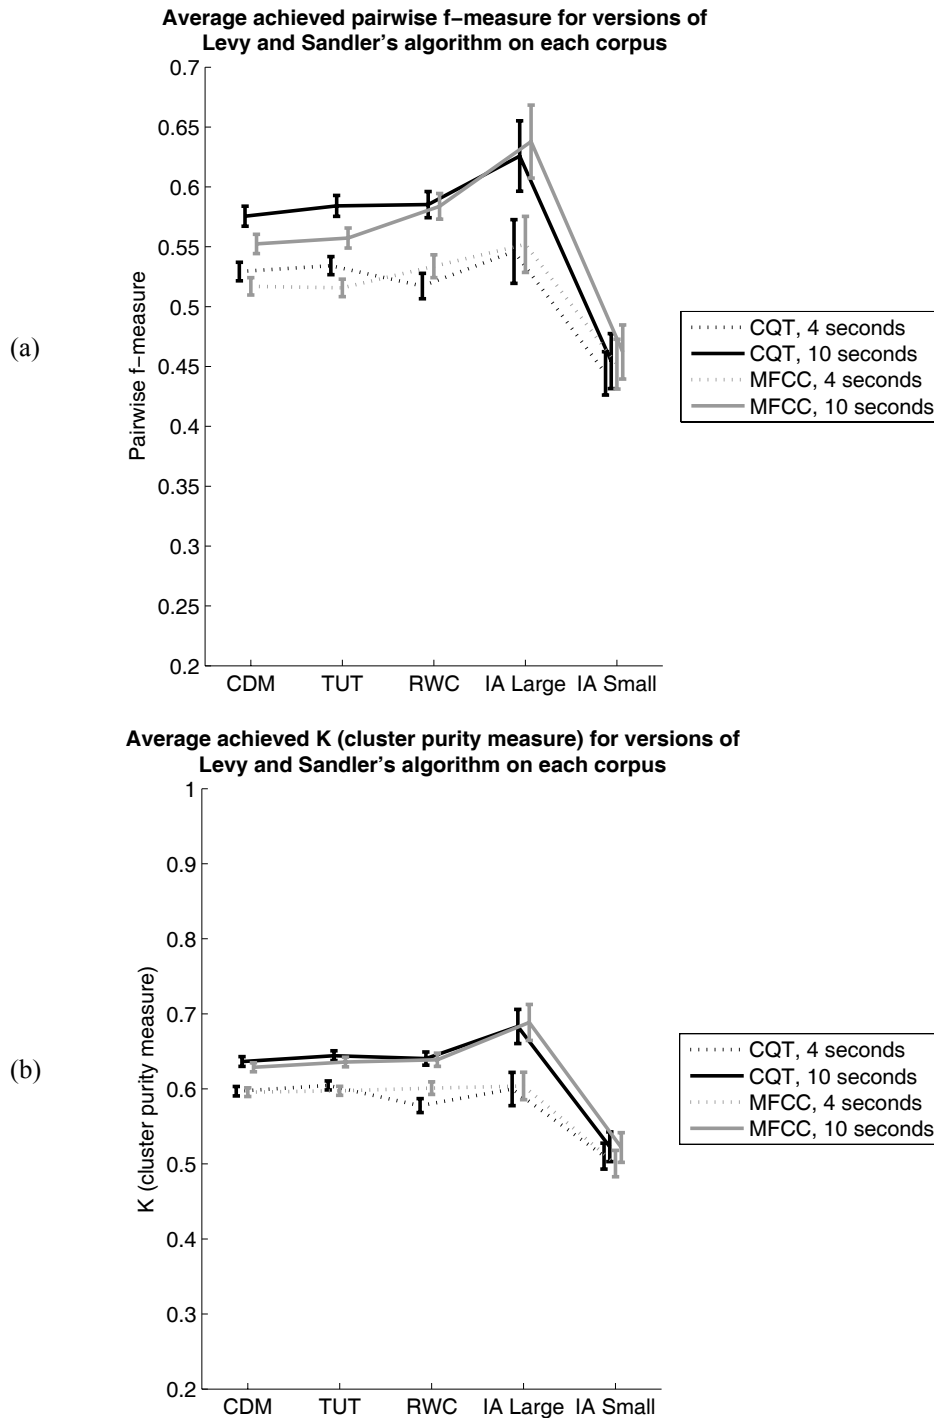 Average achieved pairwise f−measure for versions of
Levy and Sandler's algorithm on each corpus
(a)
Pairwise f−measure
0.7
0.65
0.6
0.55
0.5
0.45
0.4
0.35
0.3
0.25
0.2
CDM TUT RWC IA Large IA Small
CQT, 4 seconds
CQT, 10 seconds
MFCC, 4 seconds
MFCC, 10 seconds
Average achieved K (cluster purity measure) for versions of
Levy and Sandler's algorithm on each corpus
(b)
K (cluster purity measure)
1
0.9
0.8
0.7
0.6
0.5
0.4
0.3
0.2
CDM TUT RWC IA Large IA Small
CQT, 4 seconds
CQT, 10 seconds
MFCC, 4 seconds
MFCC, 10 seconds